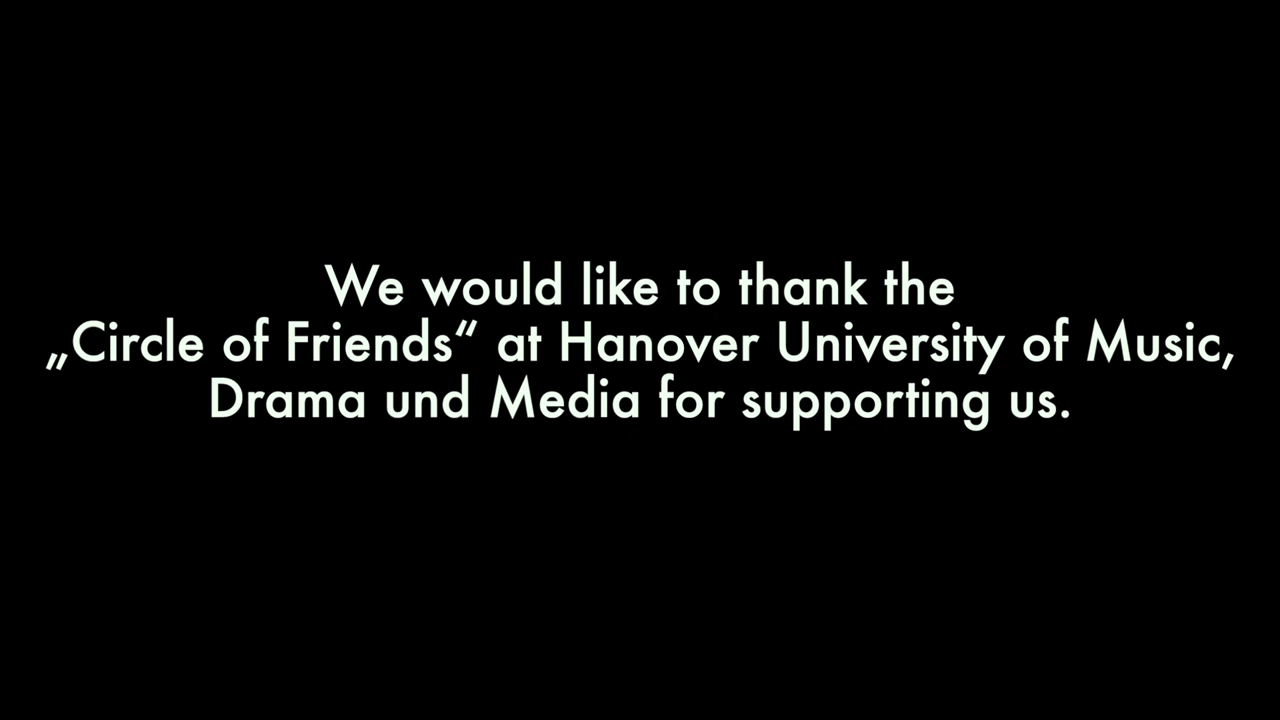 We would like to thank the
„Circle of Friends“ at Hanover University of Music,
Drama und Media for supporting us.